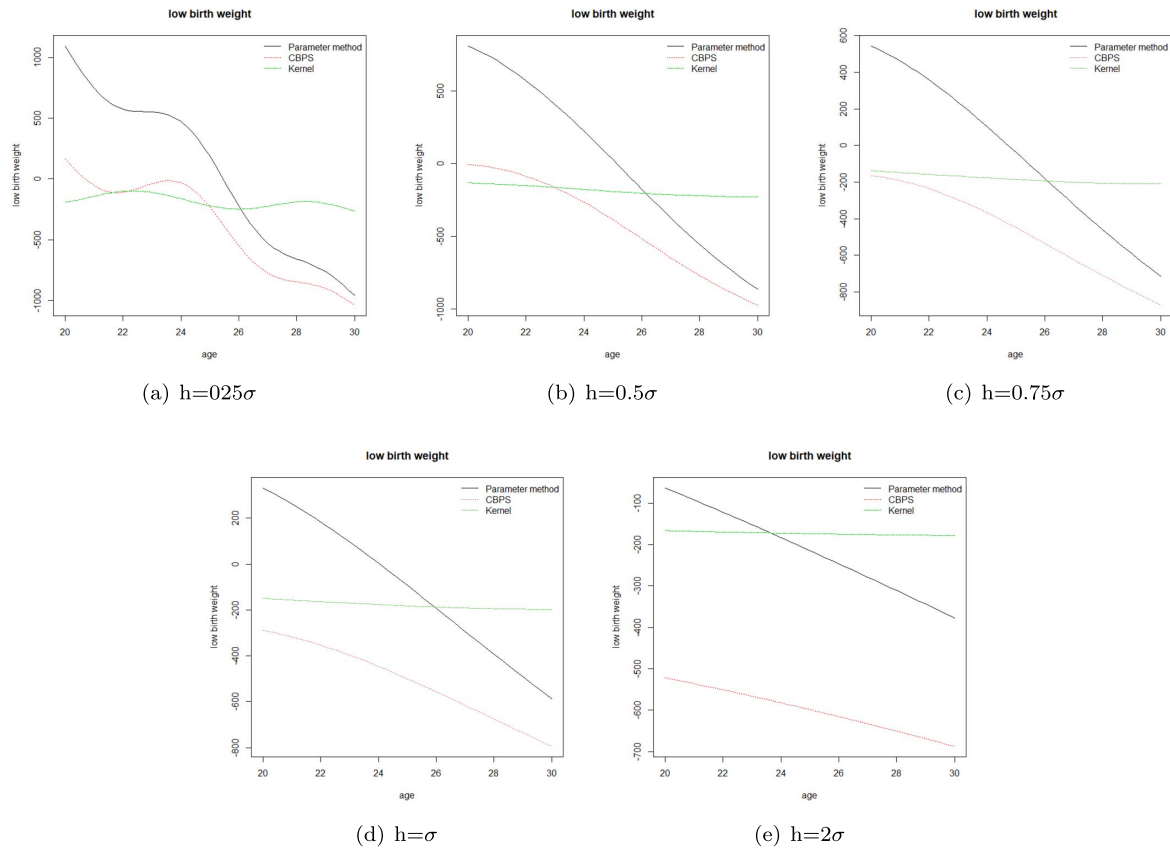 low birth weight
Parameter method
CBPS
Kernel
low birth weight
1000
500
0
-500
-1000
20 22 24 26 28 30
age
(a) h=025σ
low birth weight
Parameter method
CBPS
Kernel
low birth weight
500
0
-500
-1000
20 22 24 26 28 30
age
(b) h=0.5σ
low birth weight
Parameter method
CBPS
Kernel
low birth weight
600
400
200
0
-200
-400
-600
-800
20 22 24 26 28 30
age
(c) h=0.75σ
low birth weight
Parameter method
CBPS
Kernel
low birth weight
200
0
-200
-400
-600
-800
20 22 24 26 28 30
age
(d) h=σ
low birth weight
Parameter method
CBPS
Kernel
low birth weight
-100
-200
-300
-400
-500
-600
-700
20 22 24 26 28 30
age
(e) h=2σ